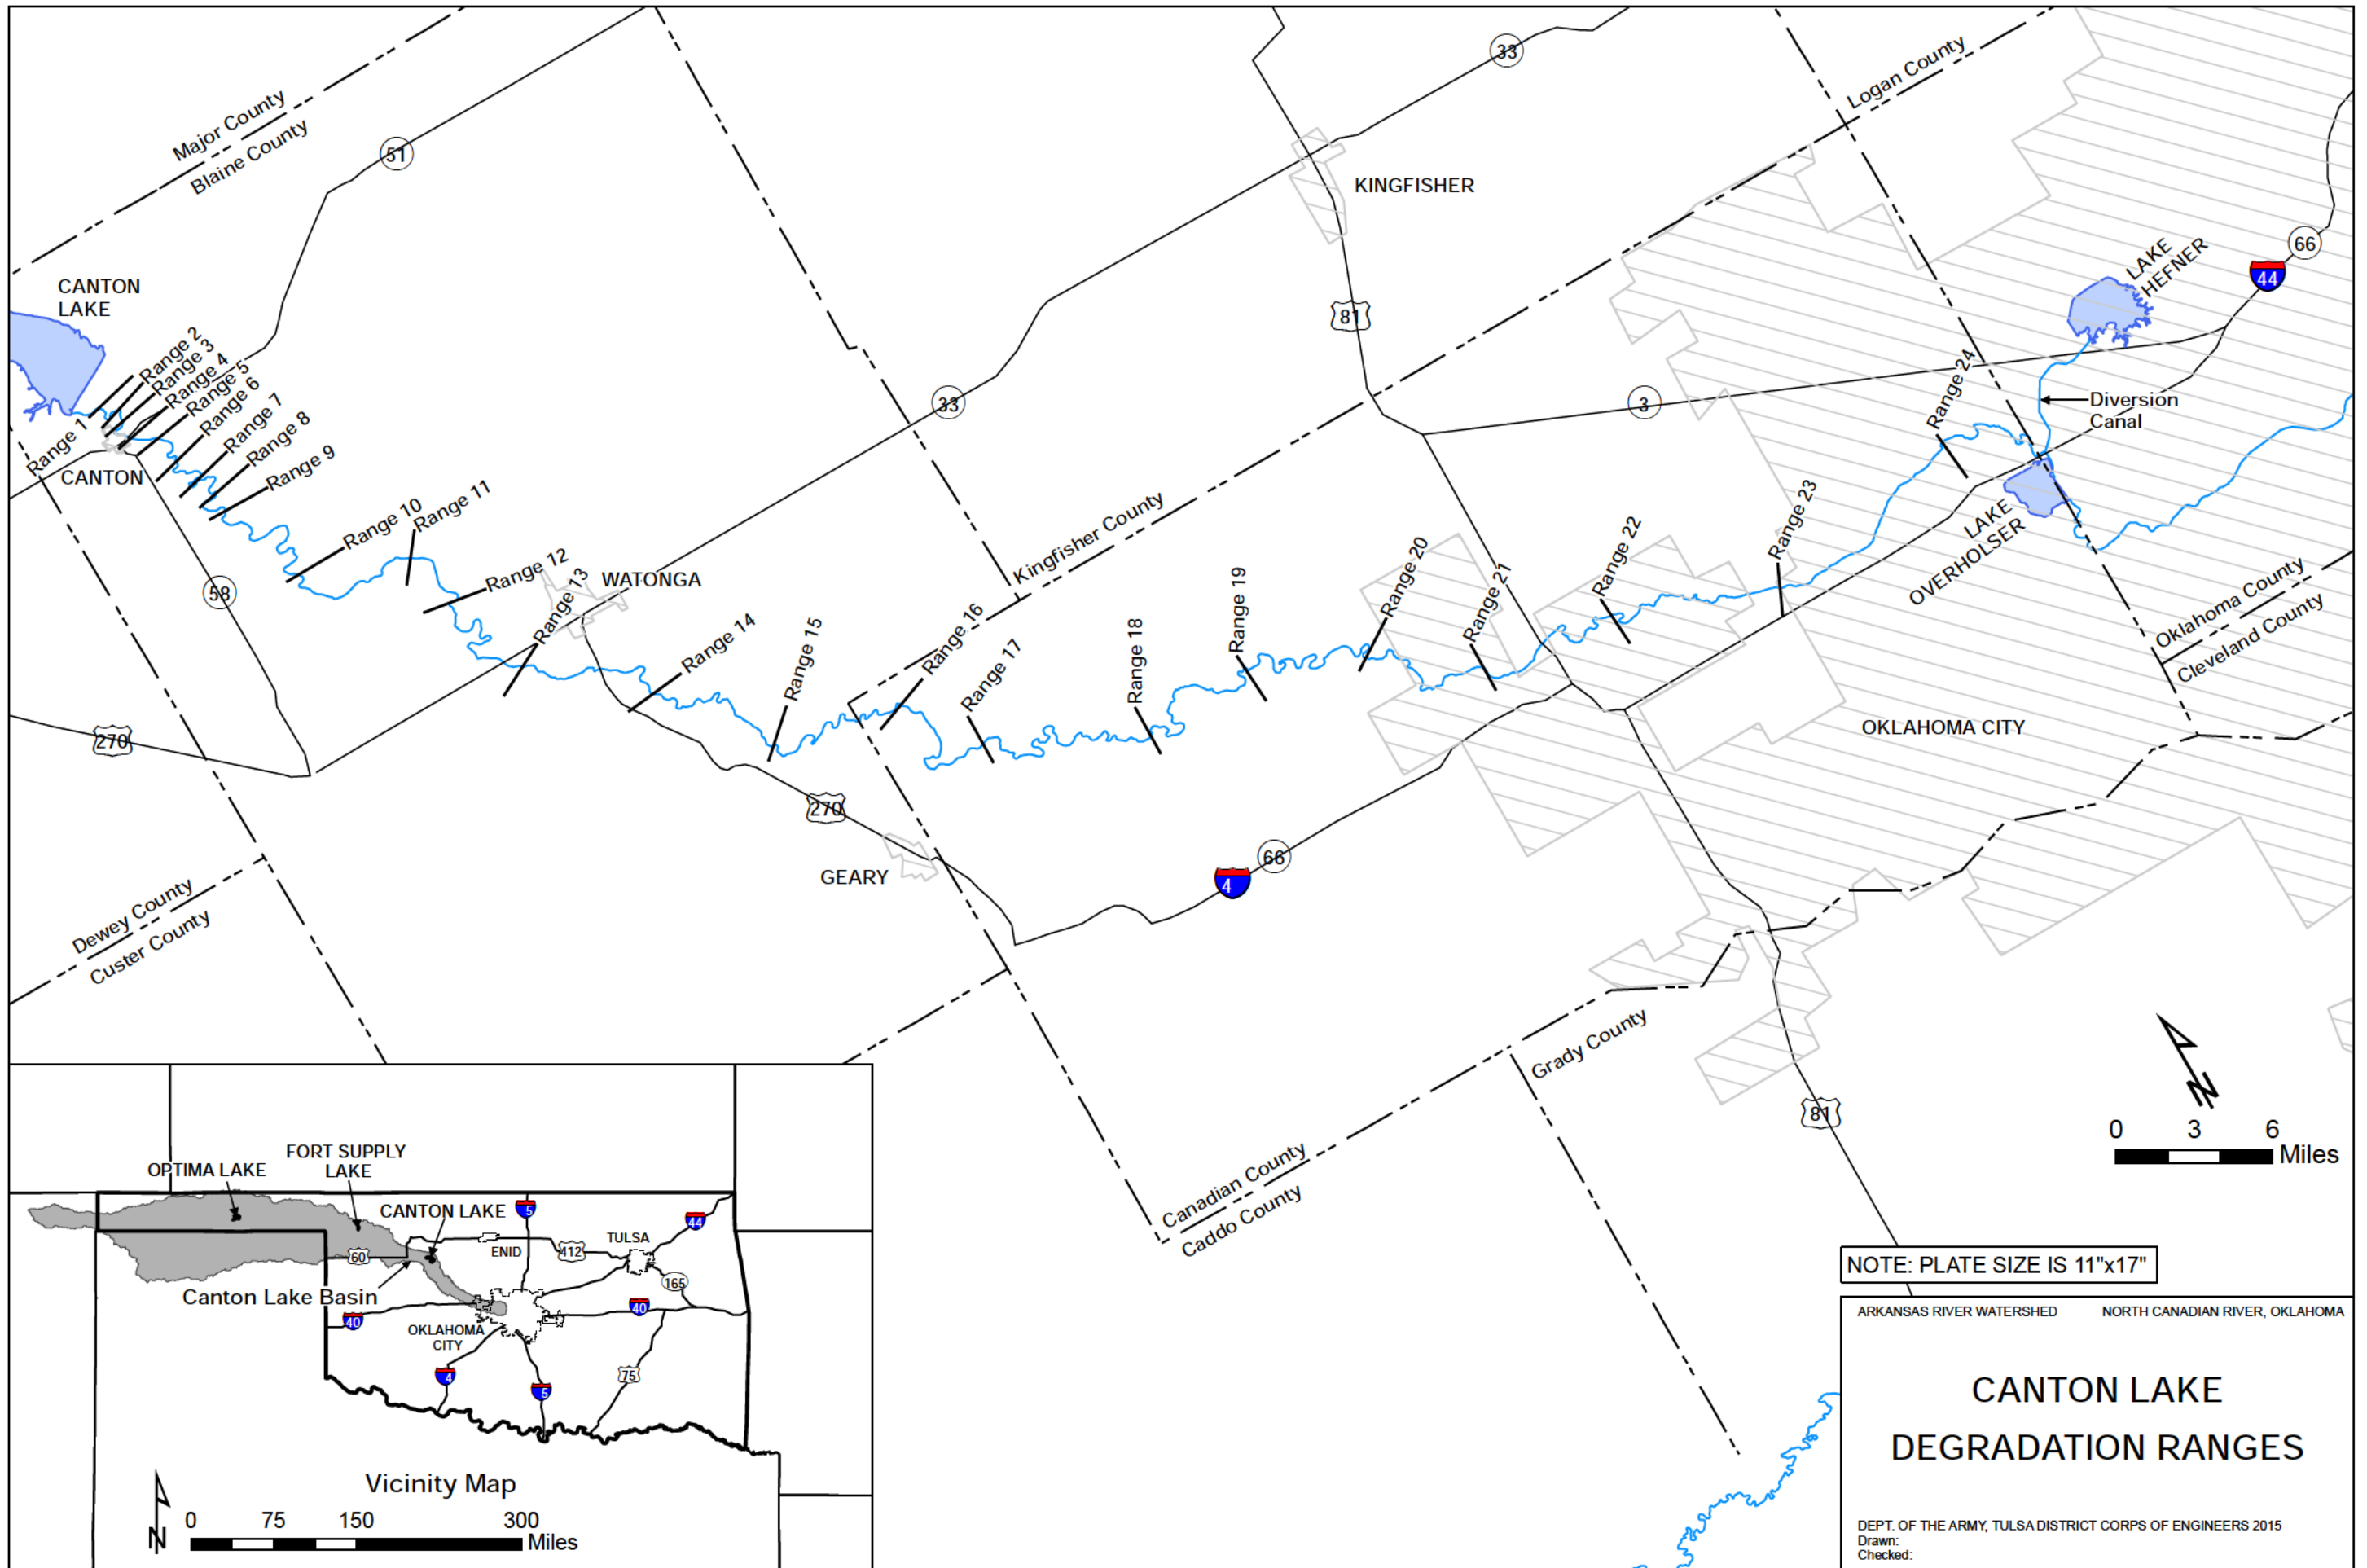 Major County
Blaine County
51
33
Logan County
KINGFISHER
CANTON
LAKE
81
LAKE
HEFNER
66
44
Range 1
Range 2
Range 3
Range 4
Range 5
Range 6
Range 7
Range 8
Range 9
CANTON
33
3
Range 24
Diversion
Canal
Range 10
Range 11
Range 12
Range 13
WATONGA
58
Kingfisher County
Range 14
Range 15
Range 16
Range 17
Range 18
Range 19
Range 20
Range 21
Range 22
Range 23
LAKE
OVERHOLSER
Oklahoma County
Cleveland County
270
OKLAHOMA CITY
270
GEARY
66
4
Dewey County
Custer County
Grady County
81
Canadian County
Caddo County
N
0 3 6
Miles
OPTIMA LAKE
FORT SUPPLY
LAKE
CANTON LAKE
5
44
60
ENID
412
TULSA
165
Canton Lake Basin
40
40
OKLAHOMA
CITY
4
5
75
Vicinity Map
N
0 75 150 300
Miles
NOTE: PLATE SIZE IS 11"x17"
ARKANSAS RIVER WATERSHED NORTH CANADIAN RIVER, OKLAHOMA
CANTON LAKE
DEGRADATION RANGES
DEPT. OF THE ARMY, TULSA DISTRICT CORPS OF ENGINEERS 2015
Drawn:
Checked: